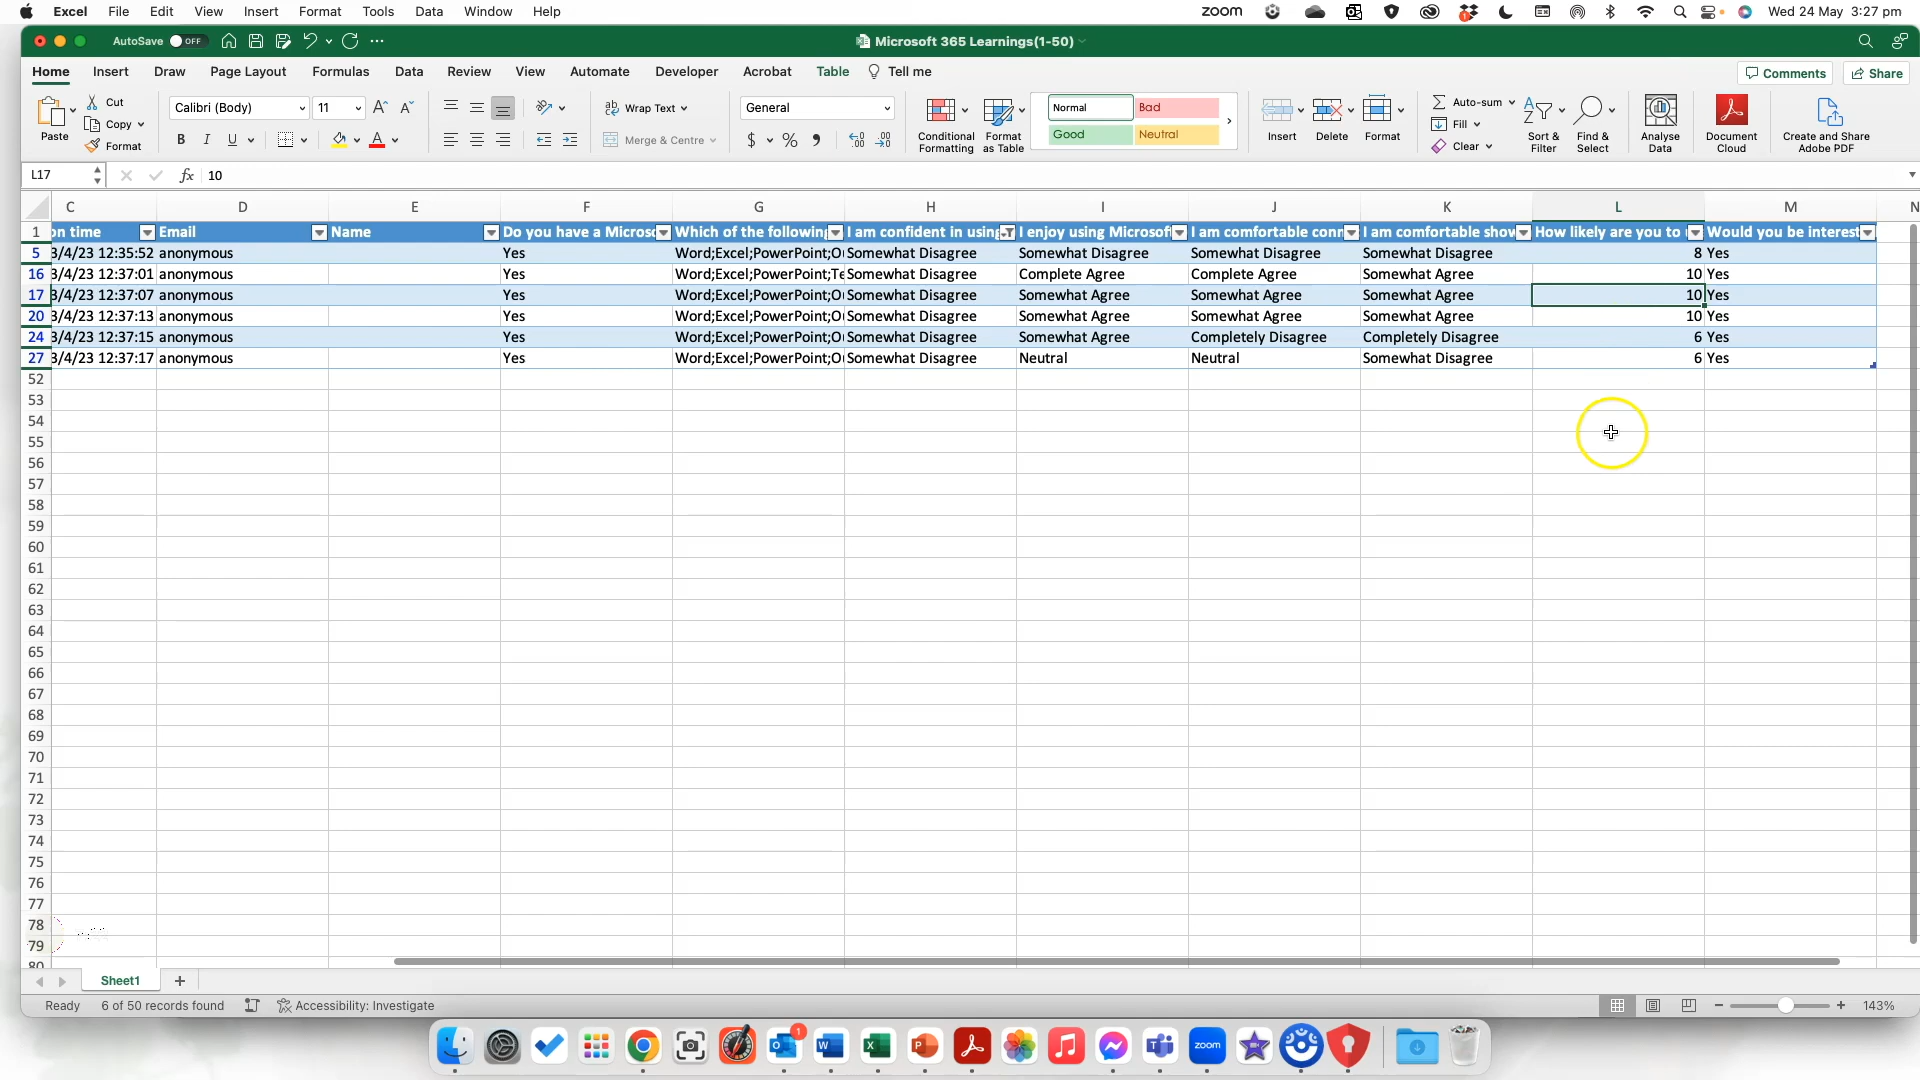 Excel File Edit View Insert Format Tools Data Window Help zoom Wed 24 May 3:27 pm
AutoSave OFF Microsoft 365 Learnings(1-50)
Home Insert Draw Page Layout Formulas Data Review View Automate Developer Acrobat Table Tell me Comments Share
Paste Cut Copy Format
Calibri (Body) 11 A A
B I U A
ab Wrap Text
Merge & Centre
General
$ % ,
Conditional Formatting
Format as Table
Normal Bad
Good Neutral
Insert Delete Format
Auto-sum
Fill
Clear
Sort & Filter
Find & Select
Analyse Data
Document Cloud
Create and Share Adobe PDF
L17 fx 10
C D E F G H I J K L M N
1 on time Email Name Do you have a Microso Which of the following I am confident in using I enjoy using Microsof I am comfortable conr I am comfortable shov How likely are you to Would you be interest
5 3/4/23 12:35:52 anonymous Yes Word;Excel;PowerPoint;O Somewhat Disagree Somewhat Disagree Somewhat Disagree Somewhat Disagree 8 Yes
16 3/4/23 12:37:01 anonymous Yes Word;Excel;PowerPoint;Te Somewhat Disagree Complete Agree Complete Agree Somewhat Agree 10 Yes
17 3/4/23 12:37:07 anonymous Yes Word;Excel;PowerPoint;O Somewhat Disagree Somewhat Agree Somewhat Agree Somewhat Agree 10 Yes
20 3/4/23 12:37:13 anonymous Yes Word;Excel;PowerPoint;O Somewhat Disagree Somewhat Agree Somewhat Agree Somewhat Agree 10 Yes
24 3/4/23 12:37:15 anonymous Yes Word;Excel;PowerPoint;O Somewhat Disagree Somewhat Agree Completely Disagree Completely Disagree 6 Yes
27 3/4/23 12:37:17 anonymous Yes Word;Excel;PowerPoint;O Somewhat Disagree Neutral Neutral Somewhat Disagree 6 Yes
52
53
54
55
56
57
58
59
60
61
62
63
64
65
66
67
68
69
70
71
72
73
74
75
76
77
78
79
80
Sheet1 +
Ready 6 of 50 records found Accessibility: Investigate - + 143%
1
W X P zoom